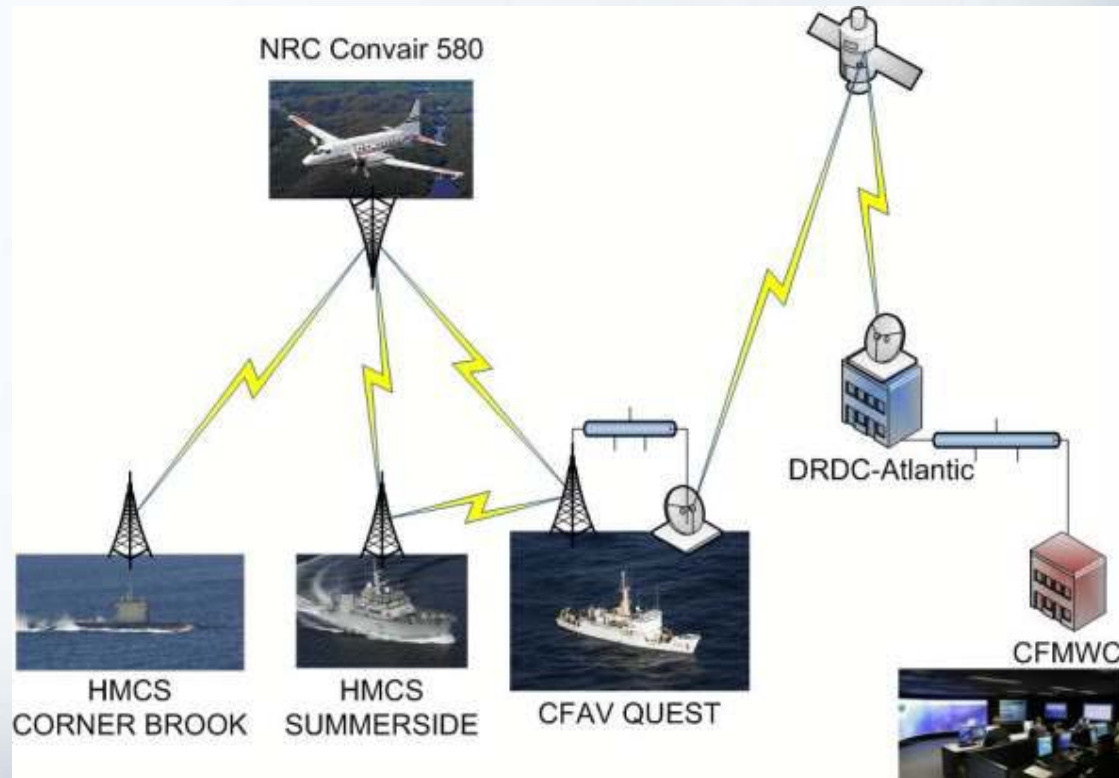 NRC Convair 580
DRDC-Atlantic
CFMWC
HMCS
CORNER BROOK
HMCS
SUMMERSIDE
CFAV QUEST